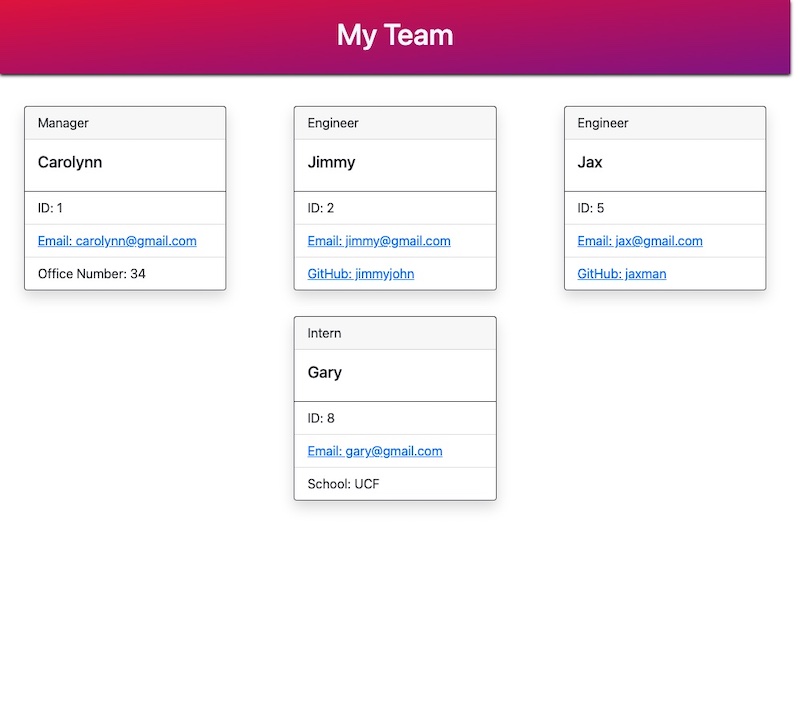 My Team
Manager
Carolynn
ID: 1
Email: carolynn@gmail.com
Office Number: 34
Engineer
Jimmy
ID: 2
Email: jimmy@gmail.com
GitHub: jimmyjohn
Engineer
Jax
ID: 5
Email: jax@gmail.com
GitHub: jaxman
Intern
Gary
ID: 8
Email: gary@gmail.com
School: UCF